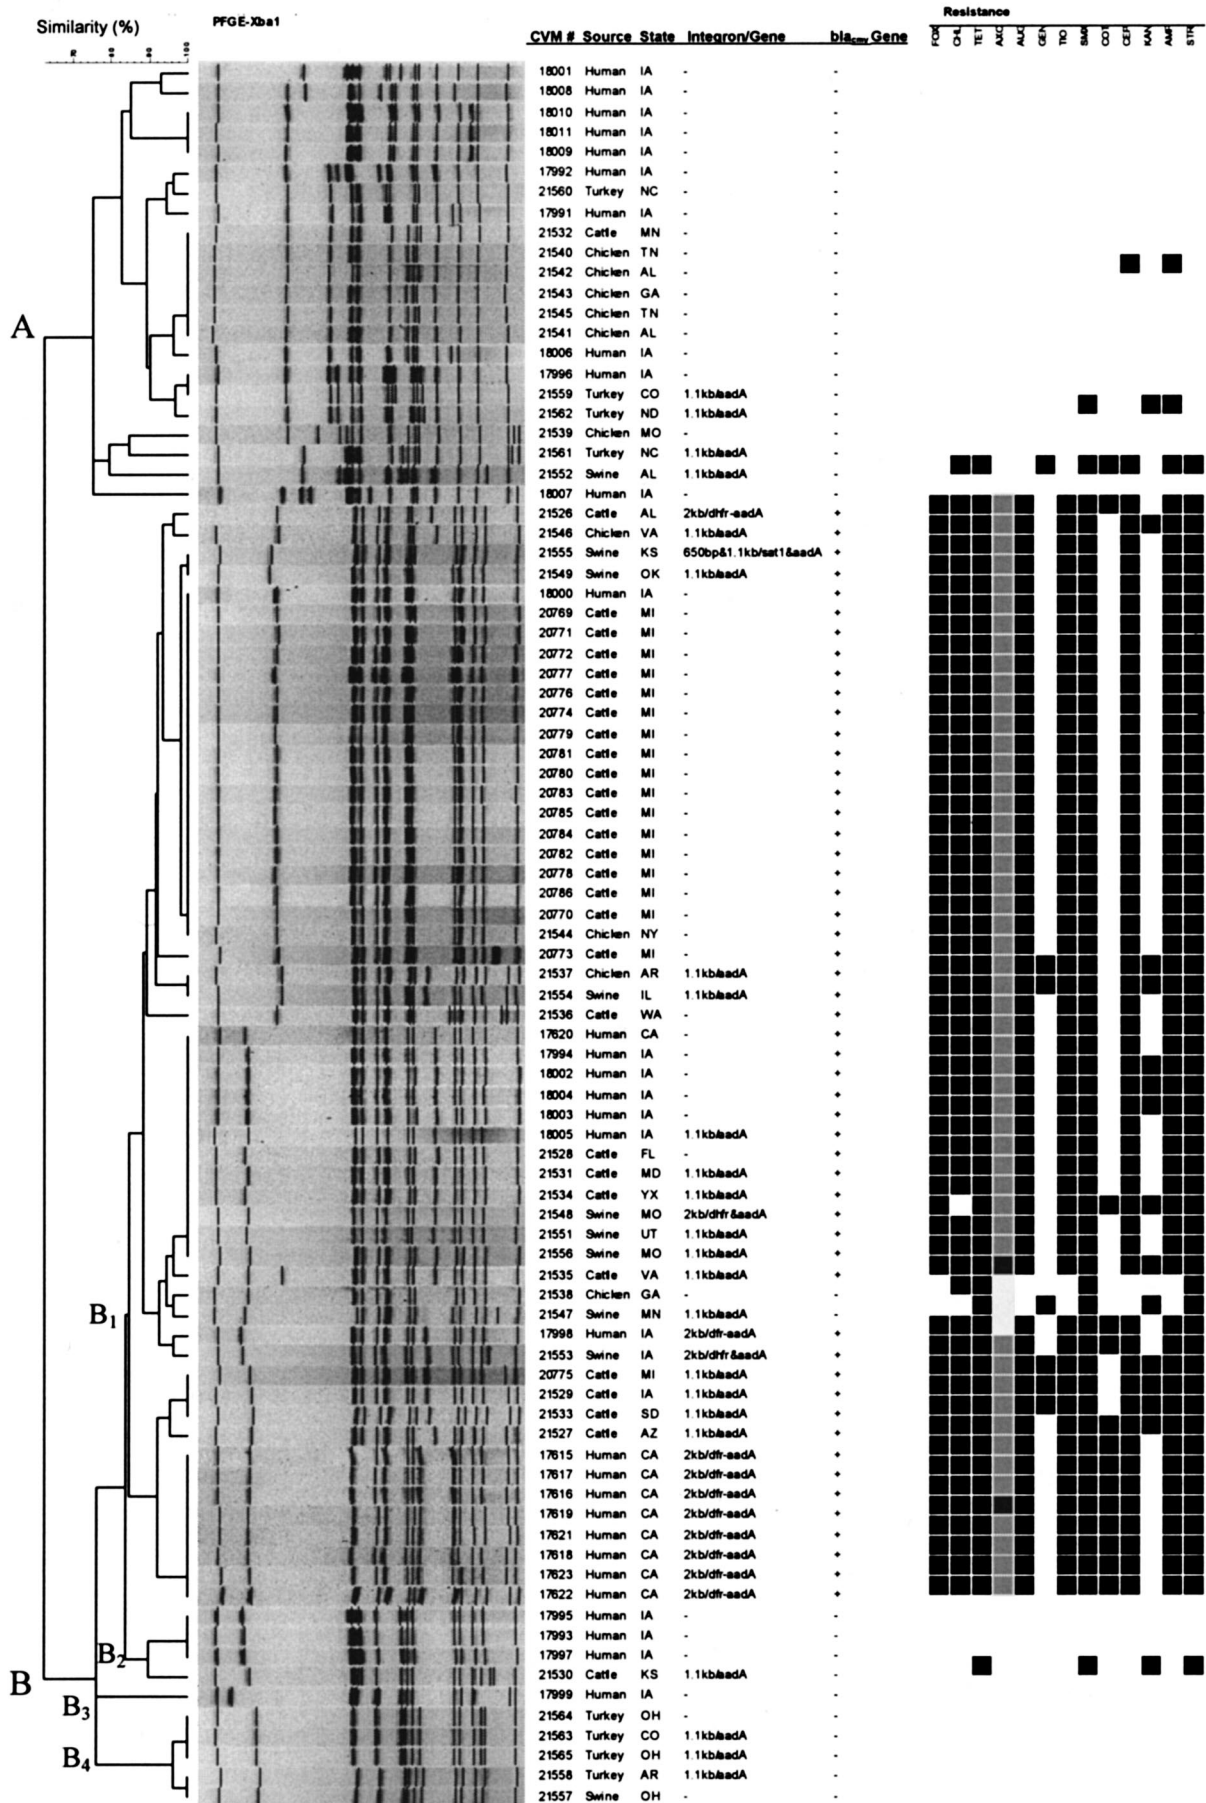 Similarity (%)
PFGE-Xba1
Resistance
CVM # Source State Integron/Gene blacmy Gene
FOX CHL TET AXO AUG GEN TIO SMX COT CEF KAN AMP STR
80 90 100
18001 Human IA - -
18008 Human IA - -
18010 Human IA - -
18011 Human IA - -
18009 Human IA - -
17992 Human IA - -
21560 Turkey NC - -
17991 Human IA - -
21532 Cattle MN - -
21540 Chicken TN - -
21542 Chicken AL - -
21543 Chicken GA - -
21545 Chicken TN - -
21541 Chicken AL - -
A
18006 Human IA - -
17996 Human IA - -
21559 Turkey CO 1.1kb/aadA -
21562 Turkey ND 1.1kb/aadA -
21539 Chicken MO - -
21561 Turkey NC 1.1kb/aadA -
21552 Swine AL 1.1kb/aadA -
18007 Human IA - -
21526 Cattle AL 2kb/dhfr-aadA +
21546 Chicken VA 1.1kb/aadA +
21555 Swine KS 650bp&1.1kb/sat1&aadA +
21549 Swine OK 1.1kb/aadA +
18000 Human IA - +
20769 Cattle MI - +
20771 Cattle MI - +
20772 Cattle MI - +
20777 Cattle MI - +
20776 Cattle MI - +
20774 Cattle MI - +
20779 Cattle MI - +
20781 Cattle MI - +
20780 Cattle MI - +
20783 Cattle MI - +
20785 Cattle MI - +
20784 Cattle MI - +
20782 Cattle MI - +
20778 Cattle MI - +
20786 Cattle MI - +
20770 Cattle MI - +
21544 Chicken NY - +
20773 Cattle MI - +
21537 Chicken AR 1.1kb/aadA +
21554 Swine IL 1.1kb/aadA +
21536 Cattle WA - +
17620 Human CA - +
17994 Human IA - +
18002 Human IA - +
18004 Human IA - +
18003 Human IA - +
18005 Human IA 1.1kb/aadA +
21528 Cattle FL - +
21531 Cattle MD 1.1kb/aadA +
21534 Cattle YX 1.1kb/aadA +
21548 Swine MO 2kb/dhfr&aadA +
21551 Swine UT 1.1kb/aadA +
21556 Swine MO 1.1kb/aadA +
21535 Cattle VA 1.1kb/aadA +
21538 Chicken GA - -
B1
21547 Swine MN 1.1kb/aadA -
17998 Human IA 2kb/dfr-aadA +
21553 Swine IA 2kb/dhfr&aadA +
20775 Cattle MI 1.1kb/aadA +
21529 Cattle IA 1.1kb/aadA +
21533 Cattle SD 1.1kb/aadA +
21527 Cattle AZ 1.1kb/aadA +
17615 Human CA 2kb/dfr-aadA +
17617 Human CA 2kb/dfr-aadA +
17616 Human CA 2kb/dfr-aadA +
17619 Human CA 2kb/dfr-aadA +
17621 Human CA 2kb/dfr-aadA +
17618 Human CA 2kb/dfr-aadA +
17623 Human CA 2kb/dfr-aadA +
17622 Human CA 2kb/dfr-aadA +
17995 Human IA - -
17993 Human IA - -
B2
17997 Human IA - -
21530 Cattle KS 1.1kb/aadA -
B
17999 Human IA - -
B3
21564 Turkey OH - -
21563 Turkey CO 1.1kb/aadA -
21565 Turkey OH 1.1kb/aadA -
B4
21558 Turkey AR 1.1kb/aadA -
21557 Swine OH - -